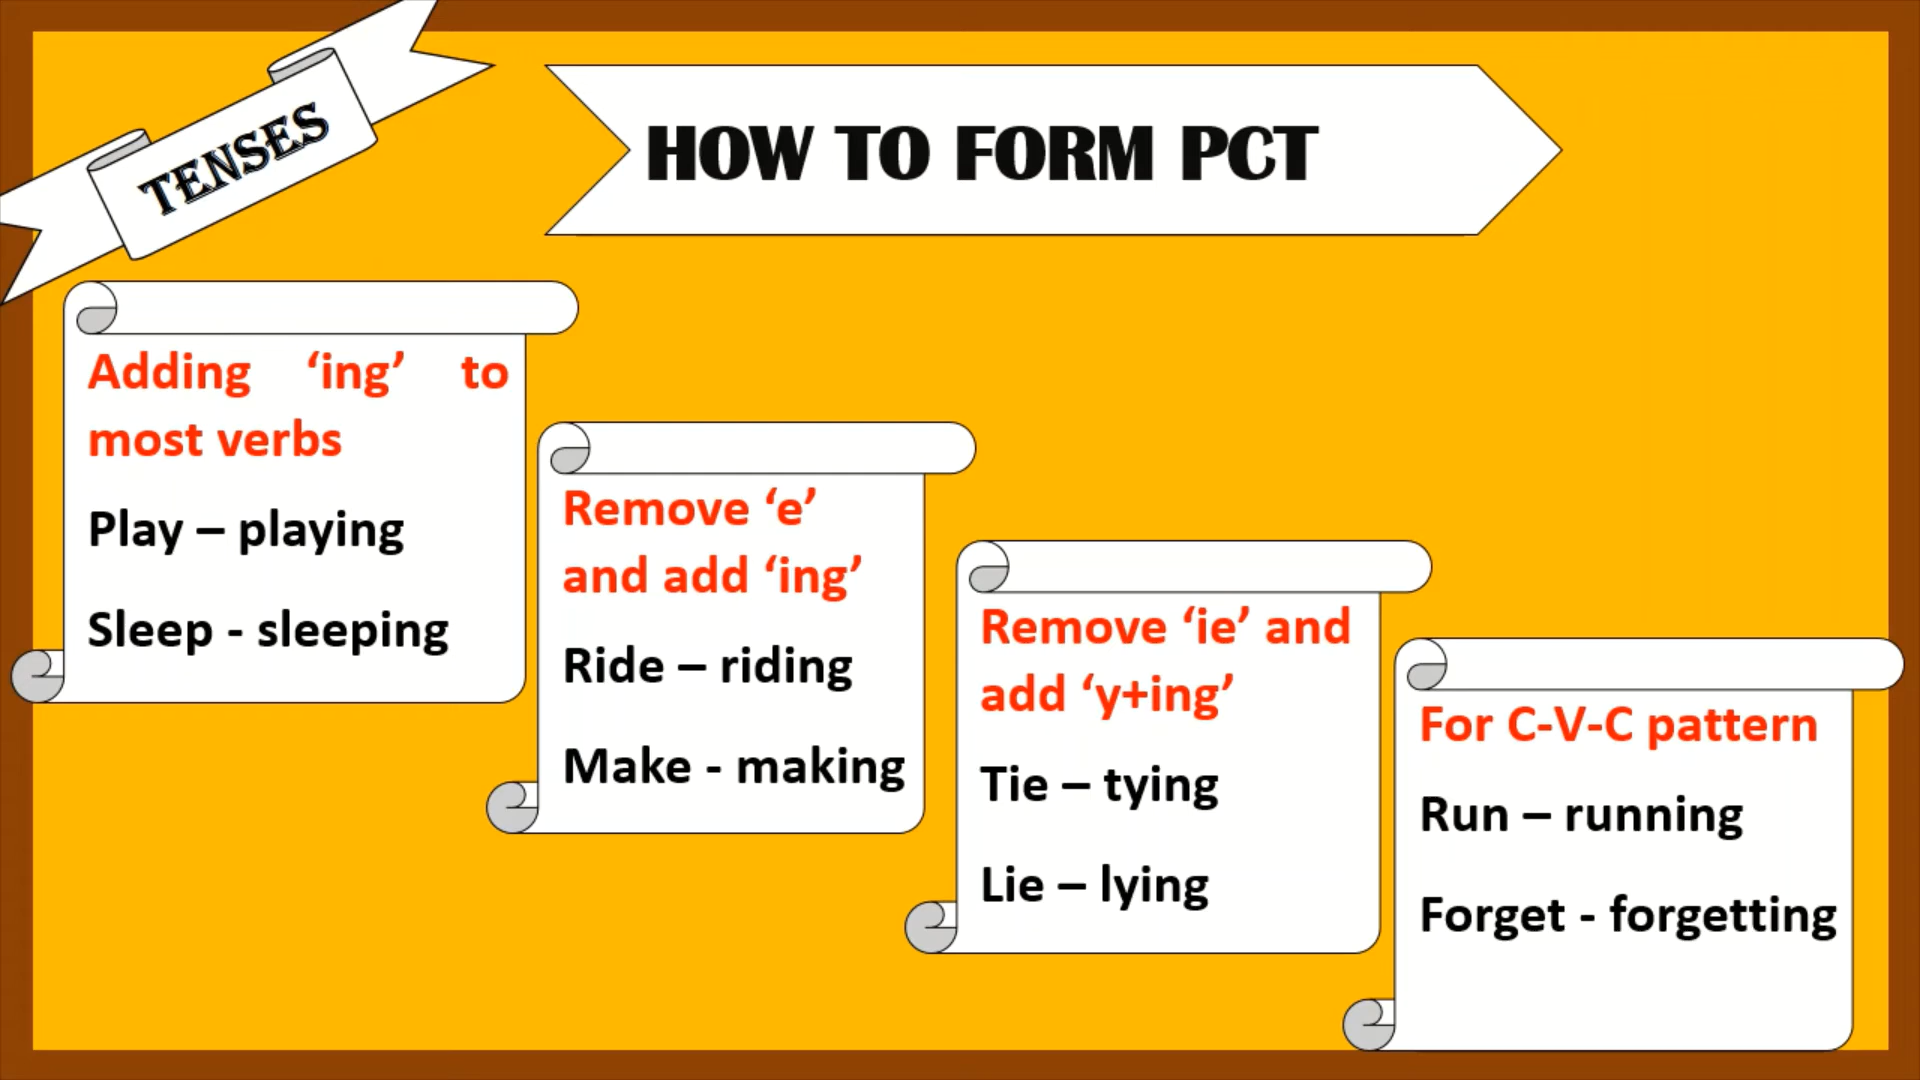 TENSES
HOW TO FORM PCT
Adding ‘ing’ to
most verbs
Play – playing
Sleep - sleeping
Remove ‘e’
and add ‘ing’
Ride – riding
Make - making
Remove ‘ie’ and
add ‘y+ing’
Tie – tying
Lie – lying
For C-V-C pattern
Run – running
Forget - forgetting